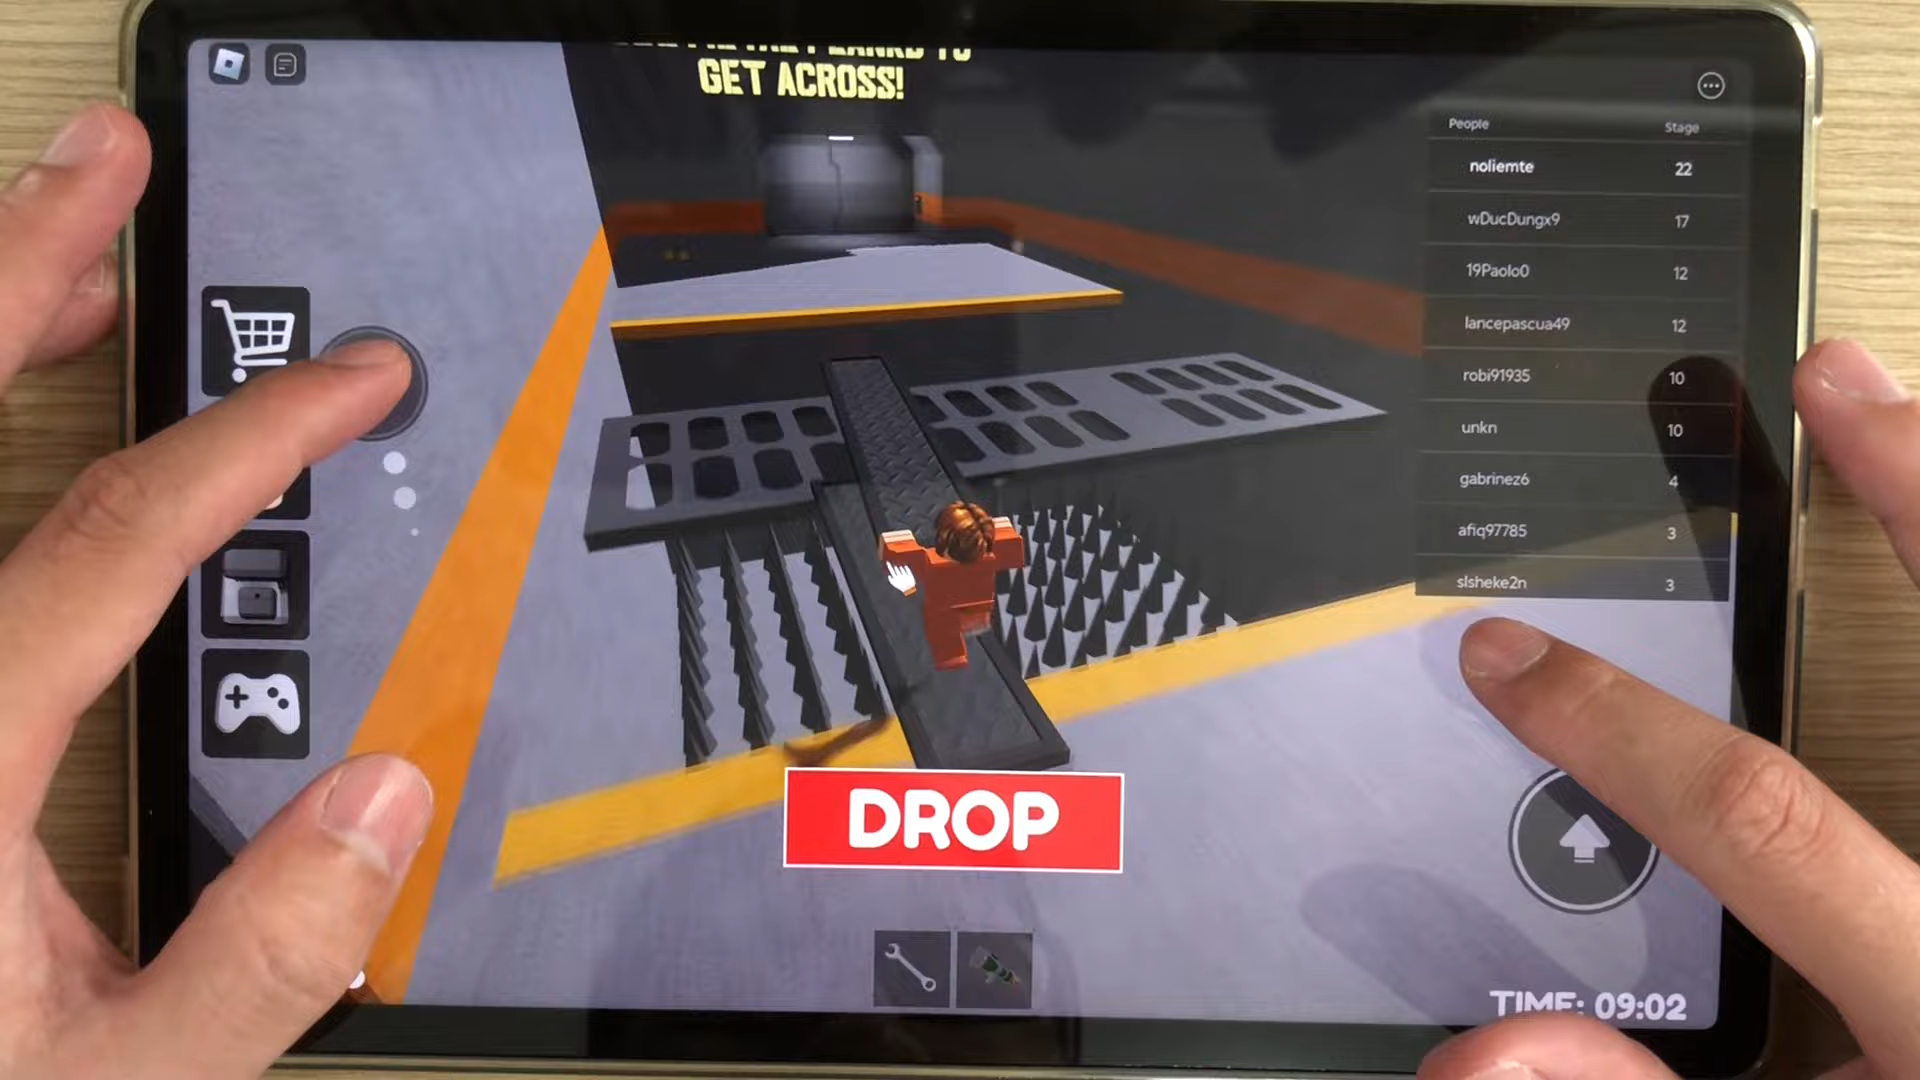 GET ACROSS!
People Stage
noliemte 22
wDucDungx9 17
19Paolo0 12
lancepascua49 12
robi91935 10
unkn 10
gabrinez6 4
afiq97785 3
slsheke2n 3
DROP
TIME: 09:02